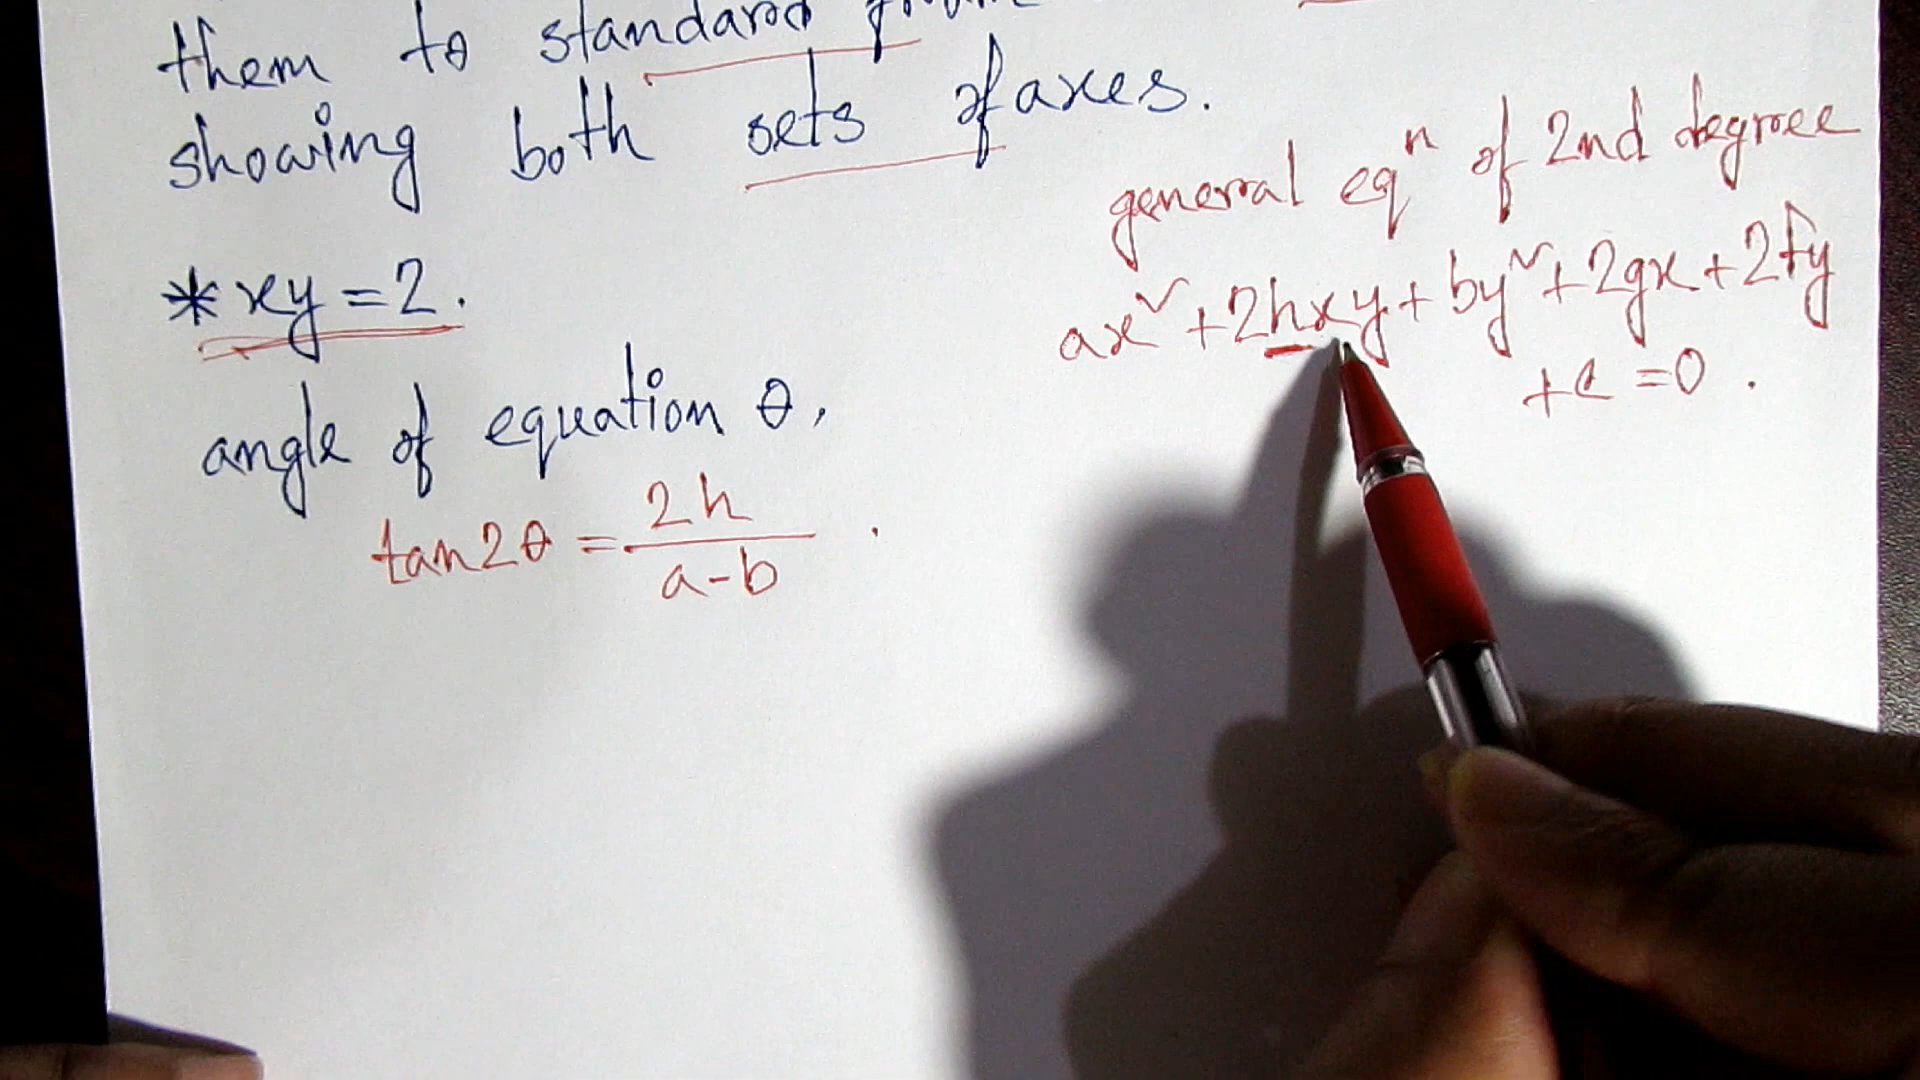 them to standard
showing both sets of axes.
* xy = 2.
angle of equation θ,
tan2θ = 2h / a-b .
general eqⁿ of 2nd degree
ax² + 2hxy + by² + 2gx + 2fy
+ c = 0 .